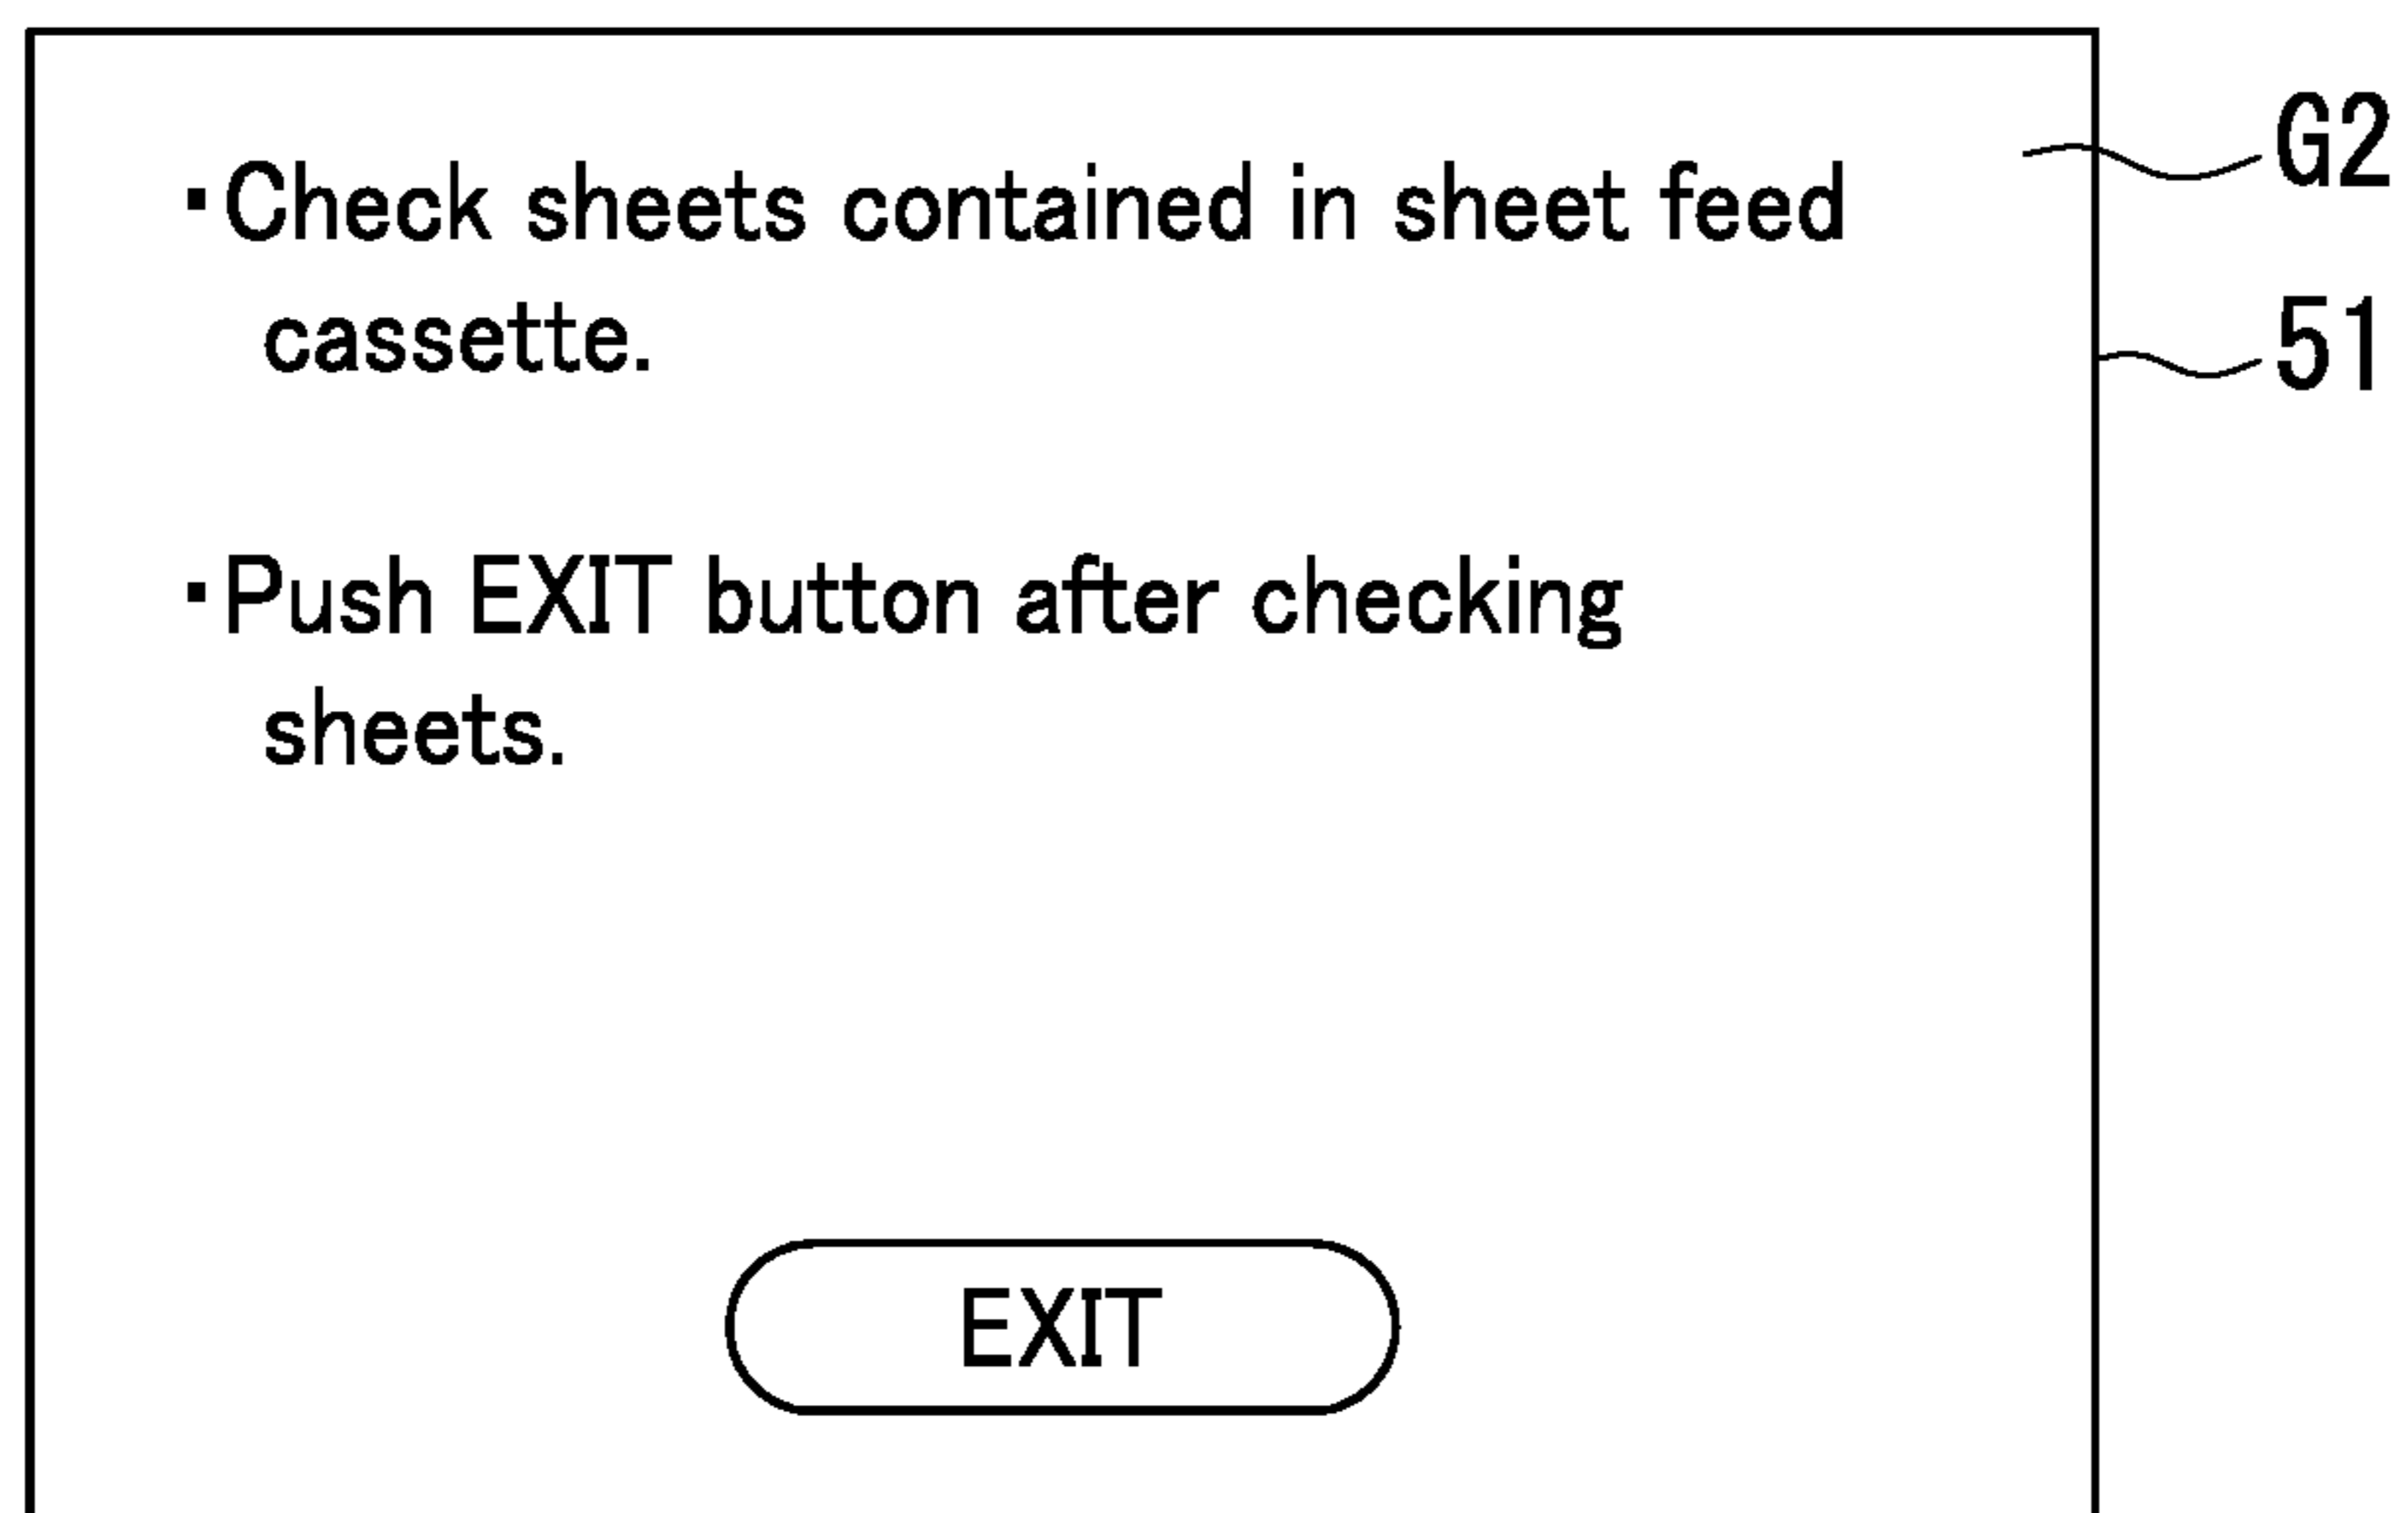 ・Check sheets contained in sheet feed
cassette.
・Push EXIT button after checking
sheets.
EXIT
G2
51